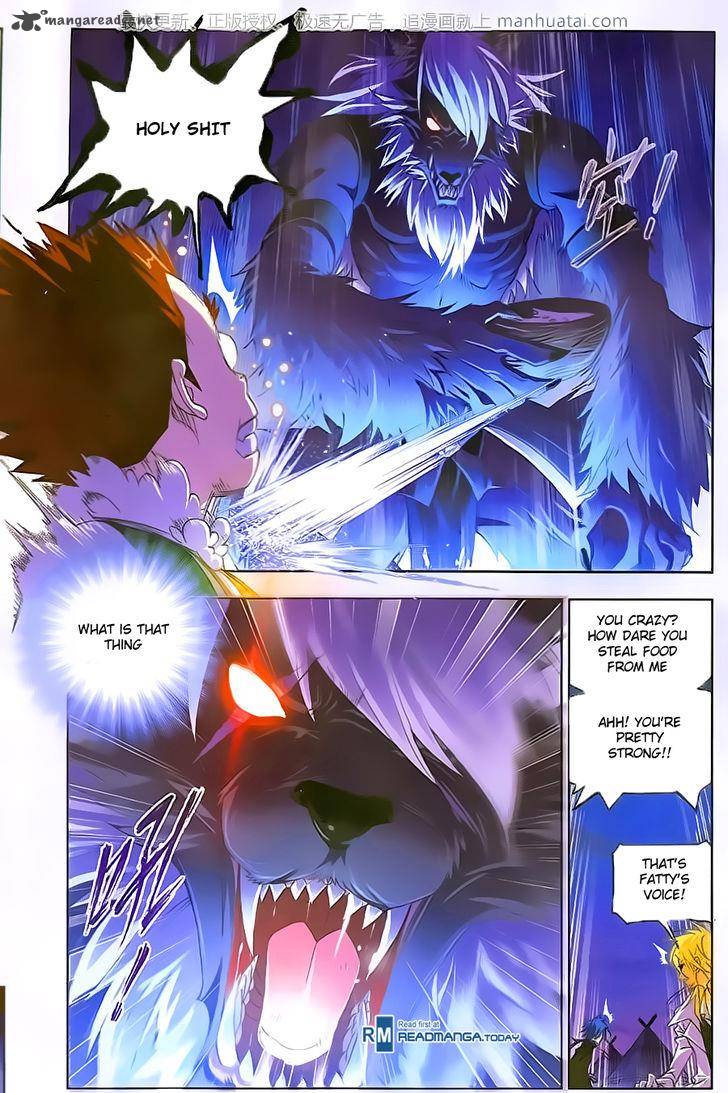 mangareader.net
最快更新、正版授权、极速无广告，追漫画就上 manhuatai.com
HOLY SHIT
WHAT IS THAT
THING
YOU CRAZY?
HOW DARE YOU
STEAL FOOD
FROM ME
AHH! YOU'RE
PRETTY
STRONG!!
THAT'S
FATTY'S
VOICE!
RM
Read first at
READMANGA.TODAY